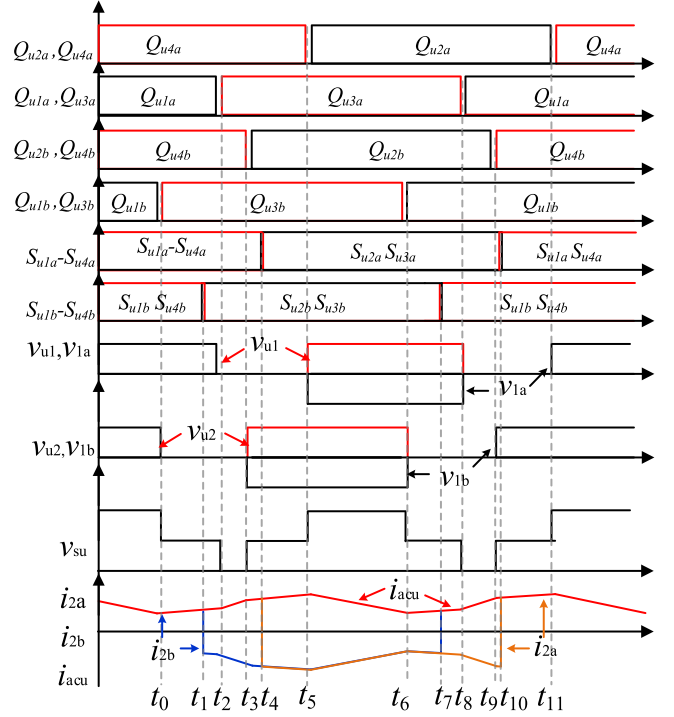 Qu2a ,Qu4a Qu4a Qu2a Qu4a
Qu1a ,Qu3a Qu1a Qu3a Qu1a
Qu2b ,Qu4b Qu4b Qu2b Qu4b
Qu1b ,Qu3b Qu1b Qu3b Qu1b
Su1a-Su4a Su1a-Su4a Su2a Su3a Su1a Su4a
Su1b-Su4b Su1b Su4b Su2b Su3b Su1b Su4b
vu1,v1a vu1
v1a
vu2,v1b vu2
v1b
vsu
i2a iacu
i2b i2b i2a
iacu
t0 t1 t2 t3 t4 t5 t6 t7 t8 t9 t10 t11